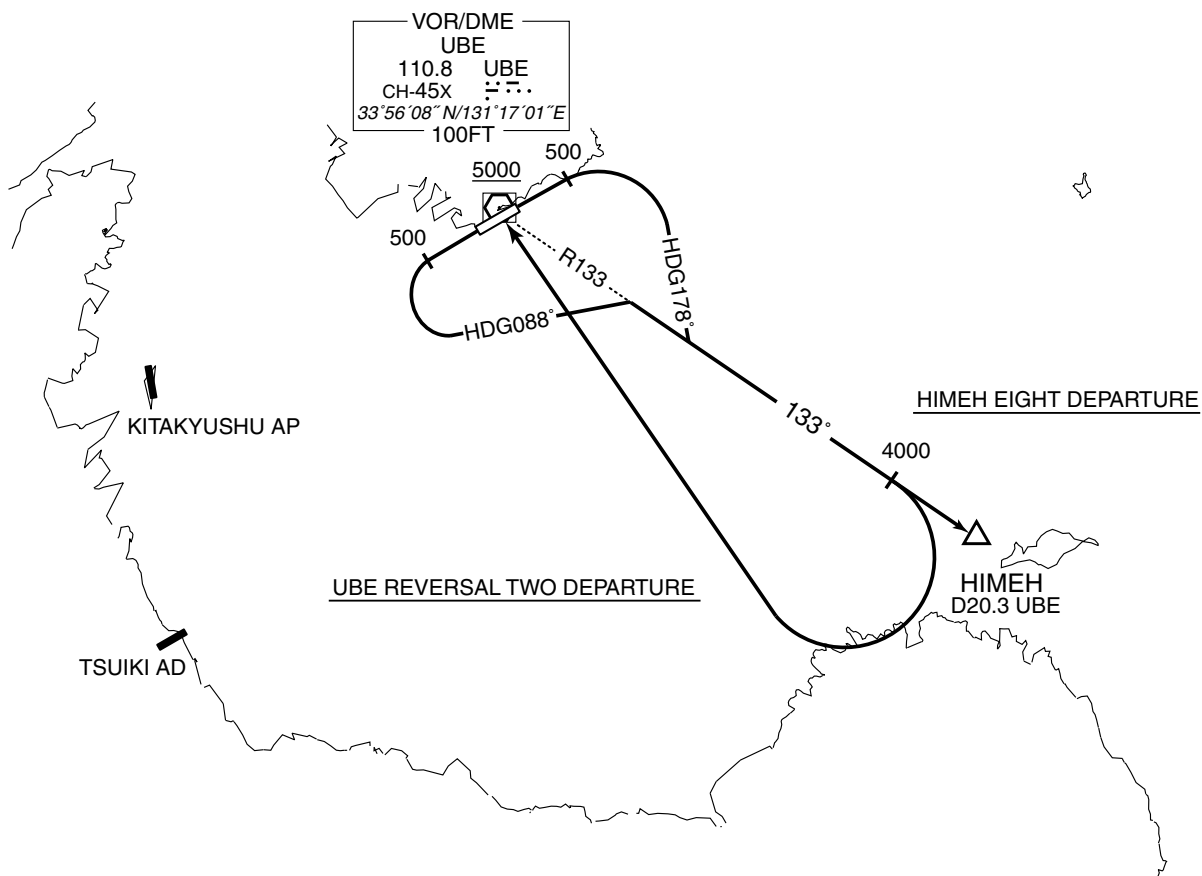 VOR/DME
UBE
110.8 UBE
CH-45X
33°56´08˝ N/131°17´01˝E
100FT
500
5000
500
R133
HDG178°
HDG088°
133°
HIMEH EIGHT DEPARTURE
KITAKYUSHU AP
4000
UBE REVERSAL TWO DEPARTURE
HIMEH
D20.3 UBE
TSUIKI AD